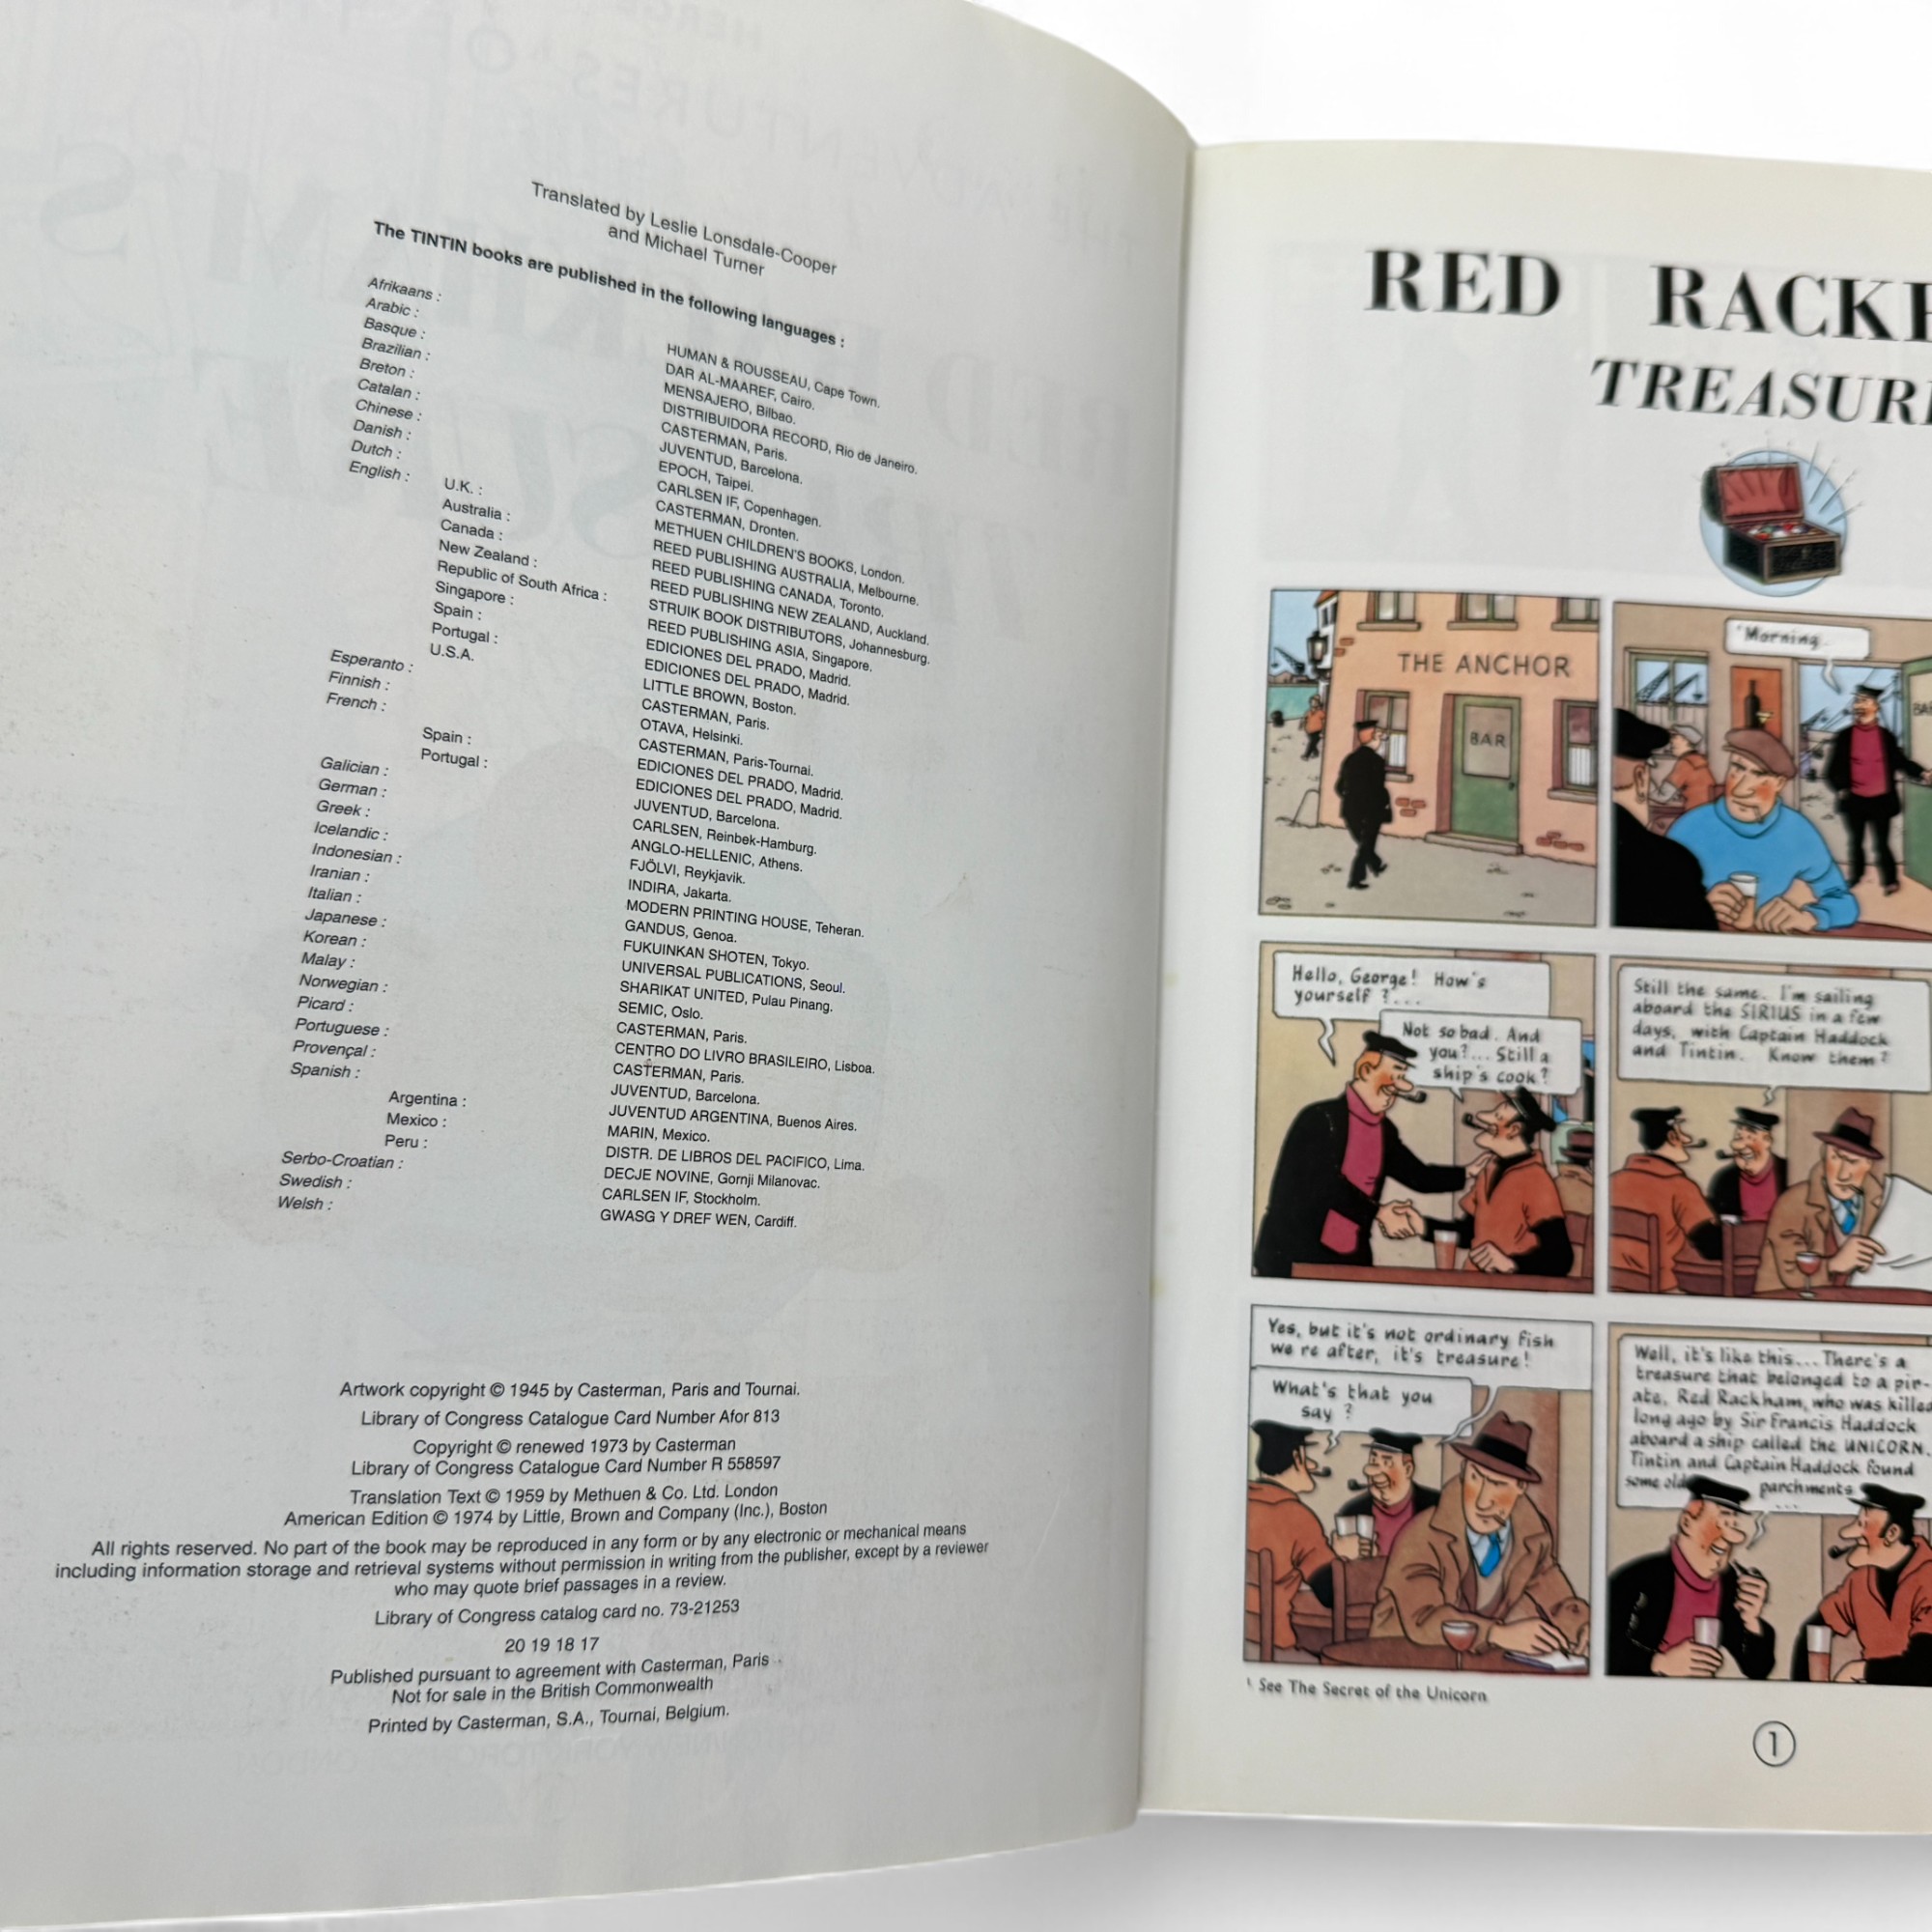 Translated by Leslie Lonsdale-Cooper
and Michael Turner
The TINTIN books are published in the following languages :
Afrikaans : HUMAN & ROUSSEAU, Cape Town.
Arabic : DAR AL-MAAREF, Cairo.
Basque : MENSAJERO, Bilbao.
Brazilian : DISTRIBUIDORA RECORD, Rio de Janeiro.
Breton : CASTERMAN, Paris.
Catalan : JUVENTUD, Barcelona.
Chinese : EPOCH, Taipei.
Danish : CARLSEN IF, Copenhagen.
Dutch : CASTERMAN, Dronten.
English : U.K. : METHUEN CHILDREN'S BOOKS, London.
Australia : REED PUBLISHING AUSTRALIA, Melbourne.
Canada : REED PUBLISHING CANADA, Toronto.
New Zealand : REED PUBLISHING NEW ZEALAND, Auckland.
Republic of South Africa : STRUIK BOOK DISTRIBUTORS, Johannesburg.
Singapore : REED PUBLISHING ASIA, Singapore.
Spain : EDICIONES DEL PRADO, Madrid.
Portugal : EDICIONES DEL PRADO, Madrid.
U.S.A. LITTLE BROWN, Boston.
Esperanto : CASTERMAN, Paris.
Finnish : OTAVA, Helsinki.
French : CASTERMAN, Paris-Tournai.
Spain : EDICIONES DEL PRADO, Madrid.
Portugal : EDICIONES DEL PRADO, Madrid.
Galician : JUVENTUD, Barcelona.
German : CARLSEN, Reinbek-Hamburg.
Greek : ANGLO-HELLENIC, Athens.
Icelandic : FJÖLVI, Reykjavik.
Indonesian : INDIRA, Jakarta.
Iranian : MODERN PRINTING HOUSE, Teheran.
Italian : GANDUS, Genoa.
Japanese : FUKUINKAN SHOTEN, Tokyo.
Korean : UNIVERSAL PUBLICATIONS, Seoul.
Malay : SHARIKAT UNITED, Pulau Pinang.
Norwegian : SEMIC, Oslo.
Picard : CASTERMAN, Paris.
Portuguese : CENTRO DO LIVRO BRASILEIRO, Lisboa.
Provençal : CASTERMAN, Paris.
Spanish : JUVENTUD, Barcelona.
Argentina : JUVENTUD ARGENTINA, Buenos Aires.
Mexico : MARIN, Mexico.
Peru : DISTR. DE LIBROS DEL PACIFICO, Lima.
Serbo-Croatian : DECJE NOVINE, Gornji Milanovac.
Swedish : CARLSEN IF, Stockholm.
Welsh : GWASG Y DREF WEN, Cardiff.
Artwork copyright © 1945 by Casterman, Paris and Tournai.
Library of Congress Catalogue Card Number Afor 813
Copyright © renewed 1973 by Casterman
Library of Congress Catalogue Card Number R 558597
Translation Text © 1959 by Methuen & Co. Ltd. London
American Edition © 1974 by Little, Brown and Company (Inc.), Boston
All rights reserved. No part of the book may be reproduced in any form or by any electronic or mechanical means
including information storage and retrieval systems without permission in writing from the publisher, except by a reviewer
who may quote brief passages in a review.
Library of Congress catalog card no. 73-21253
20 19 18 17
Published pursuant to agreement with Casterman, Paris
Not for sale in the British Commonwealth
Printed by Casterman, S.A., Tournai, Belgium.
RED RACK
TREASUR
THE ANCHOR
BAR
'Morning.
BA
Hello, George! How's
yourself ?...
Not so bad. And
you?... Still a
ship's cook?
Still the same. I'm sailing
aboard the SIRIUS in a few
days, with Captain Haddock
and Tintin. Know them?
Yes, but it's not ordinary fish
we're after, it's treasure!
What's that you
say ?
Well, it's like this... There's a
treasure that belonged to a pir-
ate, Red Rackham, who was killed
long ago by Sir Francis Haddock
aboard a ship called the UNICORN.
Tintin and Captain Haddock found
some old parchments
...
¹ See The Secret of the Unicorn
1